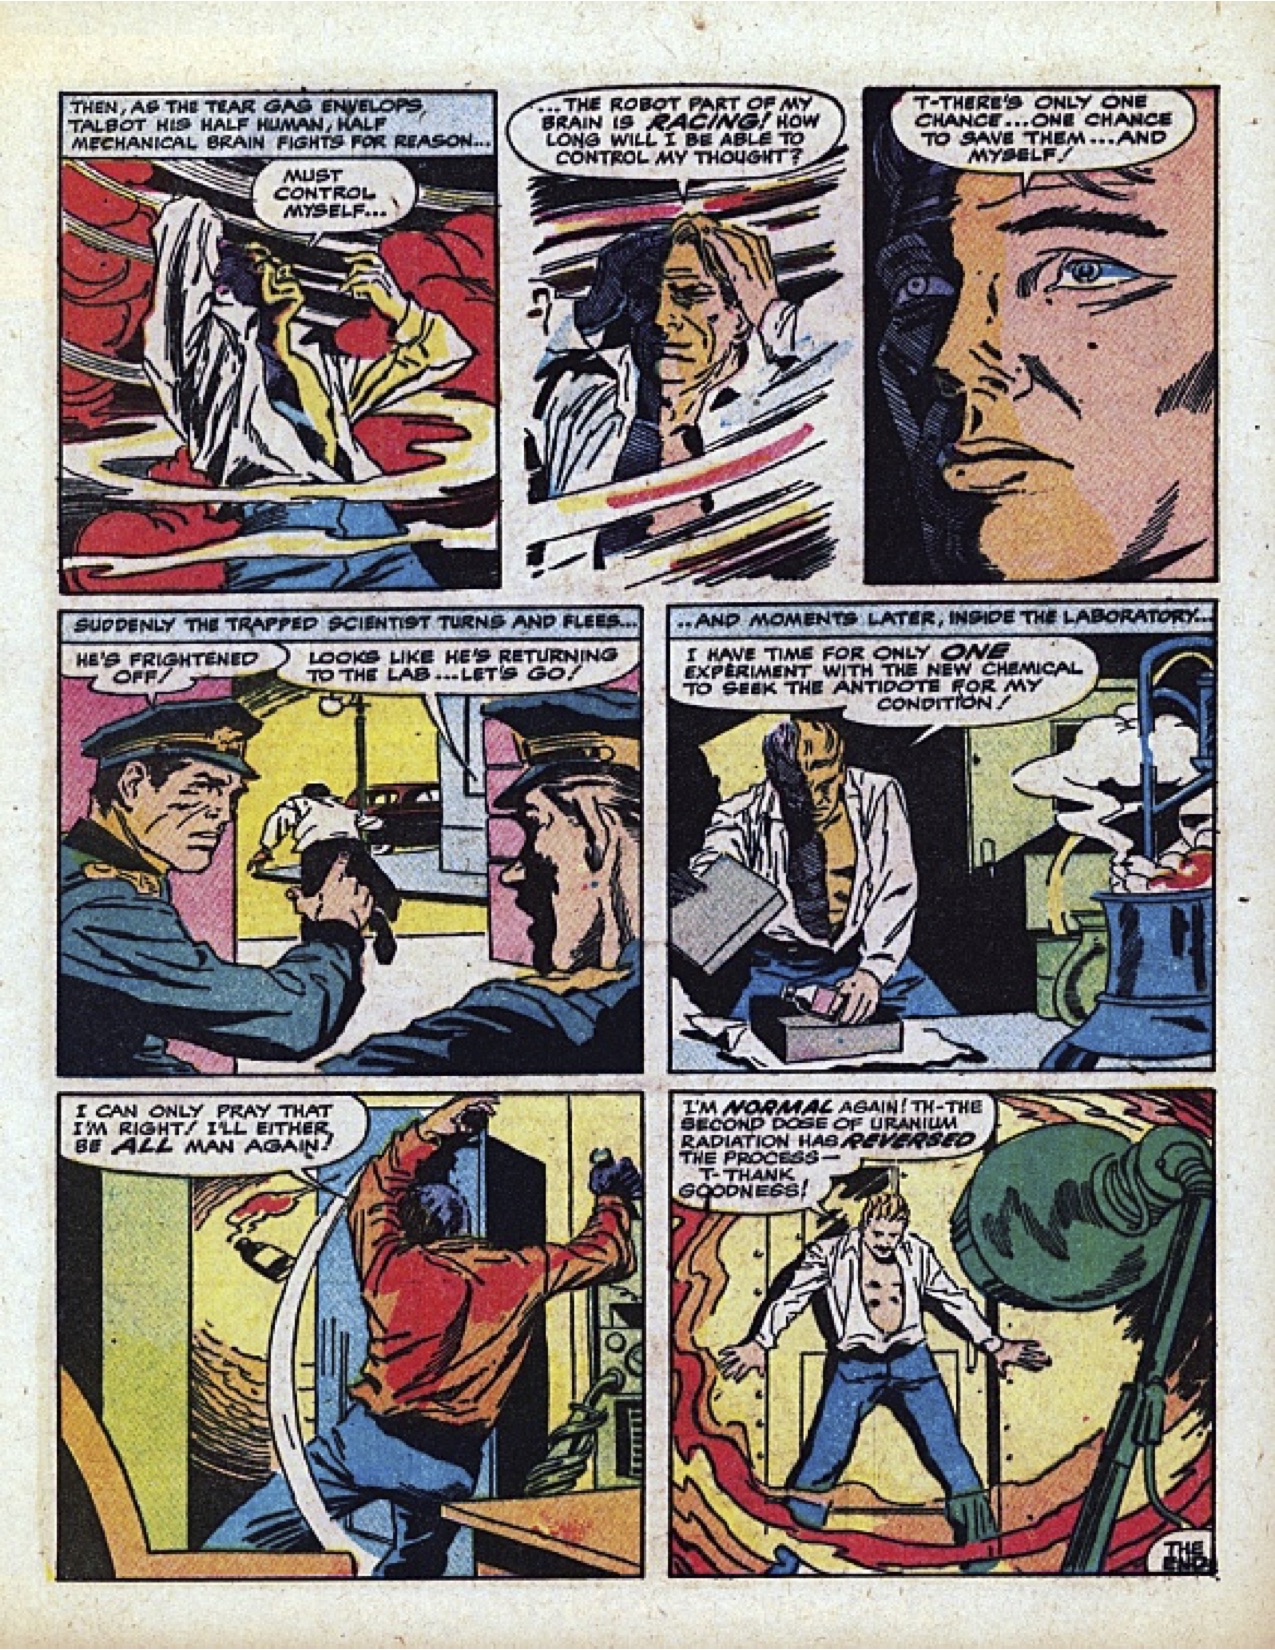 THEN, AS THE TEAR GAS ENVELOPS,
TALBOT HIS HALF HUMAN, HALF
MECHANICAL BRAIN FIGHTS FOR REASON...
MUST
CONTROL
MYSELF...
...THE ROBOT PART OF MY
BRAIN IS RACING! HOW
LONG WILL I BE ABLE TO
CONTROL MY THOUGHT?
T-THERE'S ONLY ONE
CHANCE...ONE CHANCE
TO SAVE THEM...AND
MYSELF!
SUDDENLY THE TRAPPED SCIENTIST TURNS AND FLEES...
HE'S FRIGHTENED
OFF!
LOOKS LIKE HE'S RETURNING
TO THE LAB...LET'S GO!
..AND MOMENTS LATER, INSIDE THE LABORATORY...
I HAVE TIME FOR ONLY ONE
EXPERIMENT WITH THE NEW CHEMICAL
TO SEEK THE ANTIDOTE FOR MY
CONDITION!
I CAN ONLY PRAY THAT
I'M RIGHT! I'LL EITHER
BE ALL MAN AGAIN!
I'M NORMAL AGAIN! TH-THE
SECOND DOSE OF URANIUM
RADIATION HAS REVERSED
THE PROCESS—
T-THANK
GOODNESS!
THE
END